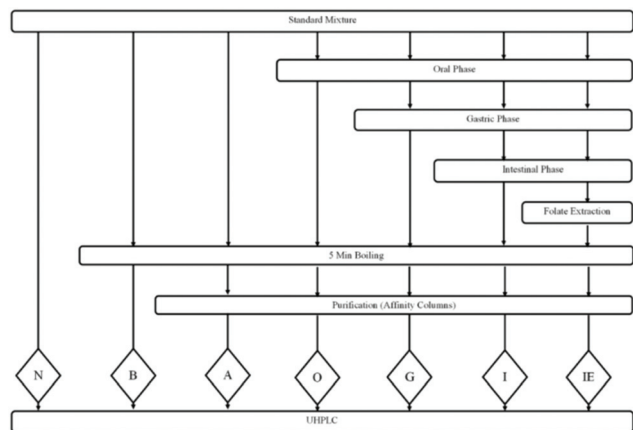 Standard Mixture
Oral Phase
Gastric Phase
Intestinal Phase
Folate Extraction
5 Min Boiling
Purification (Affinity Columns)
N B A O G I IE
UHPLC